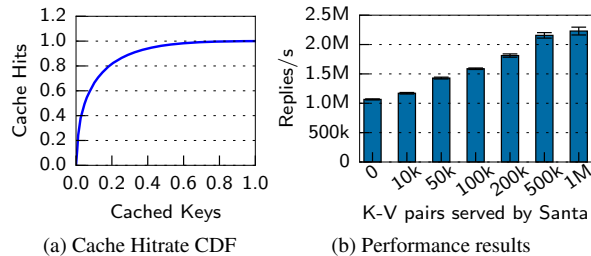 1.2
1.0
0.8
0.6
0.4
0.2
0.0
Cache Hits
0.0 0.2 0.4 0.6 0.8 1.0
Cached Keys
(a) Cache Hitrate CDF
2.5M
2.0M
1.5M
1.0M
500k
0
Replies/s
0 10k 50k 100k 200k 500k 1M
K-V pairs served by Santa
(b) Performance results